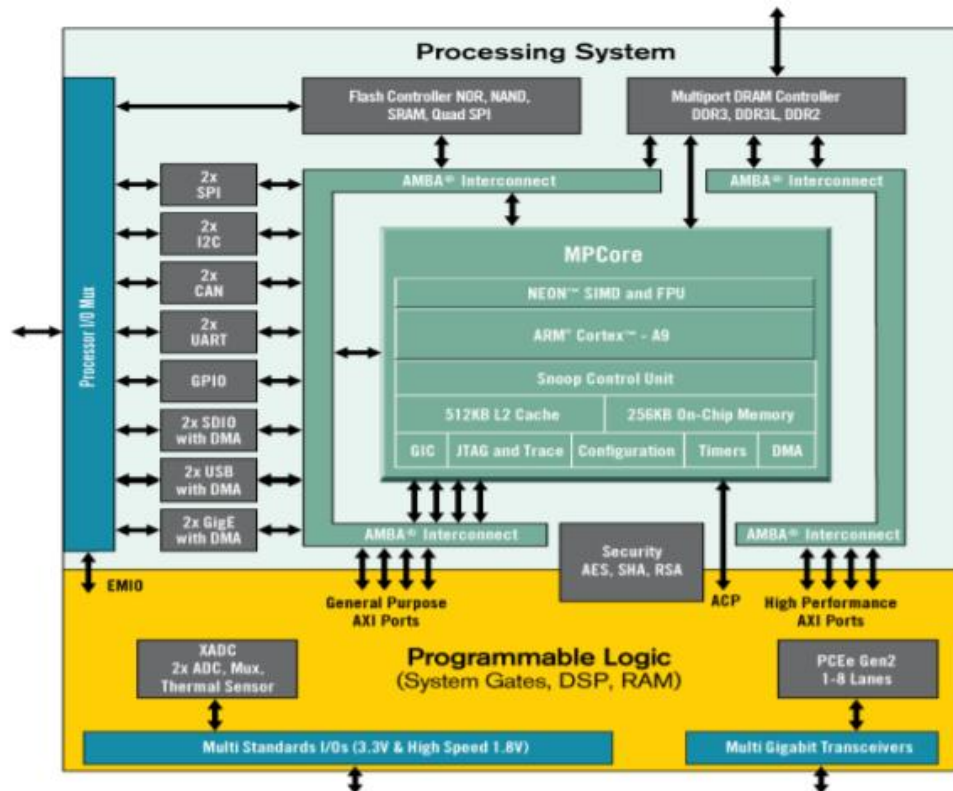 Processing System
Flash Controller NOR, NAND,
SRAM, Quad SPI
Multiport DRAM Controller
DDR3, DDR3L, DDR2
AMBA® Interconnect
AMBA® Interconnect
Processor I/O Mux
2x
SPI
2x
I2C
2x
CAN
2x
UART
GPIO
2x SDIO
with DMA
2x USB
with DMA
2x GigE
with DMA
MPCore
NEON™ SIMD and FPU
ARM® Cortex™ - A9
Snoop Control Unit
512KB L2 Cache
256KB On-Chip Memory
GIC
JTAG and Trace
Configuration
Timers
DMA
AMBA® Interconnect
AMBA® Interconnect
Security
AES, SHA, RSA
EMIO
General Purpose
AXI Ports
ACP
High Performance
AXI Ports
XADC
2x ADC, Mux,
Thermal Sensor
Programmable Logic
(System Gates, DSP, RAM)
PCEe Gen2
1-8 Lanes
Multi Standards I/Os (3.3V & High Speed 1.8V)
Multi Gigabit Transceivers